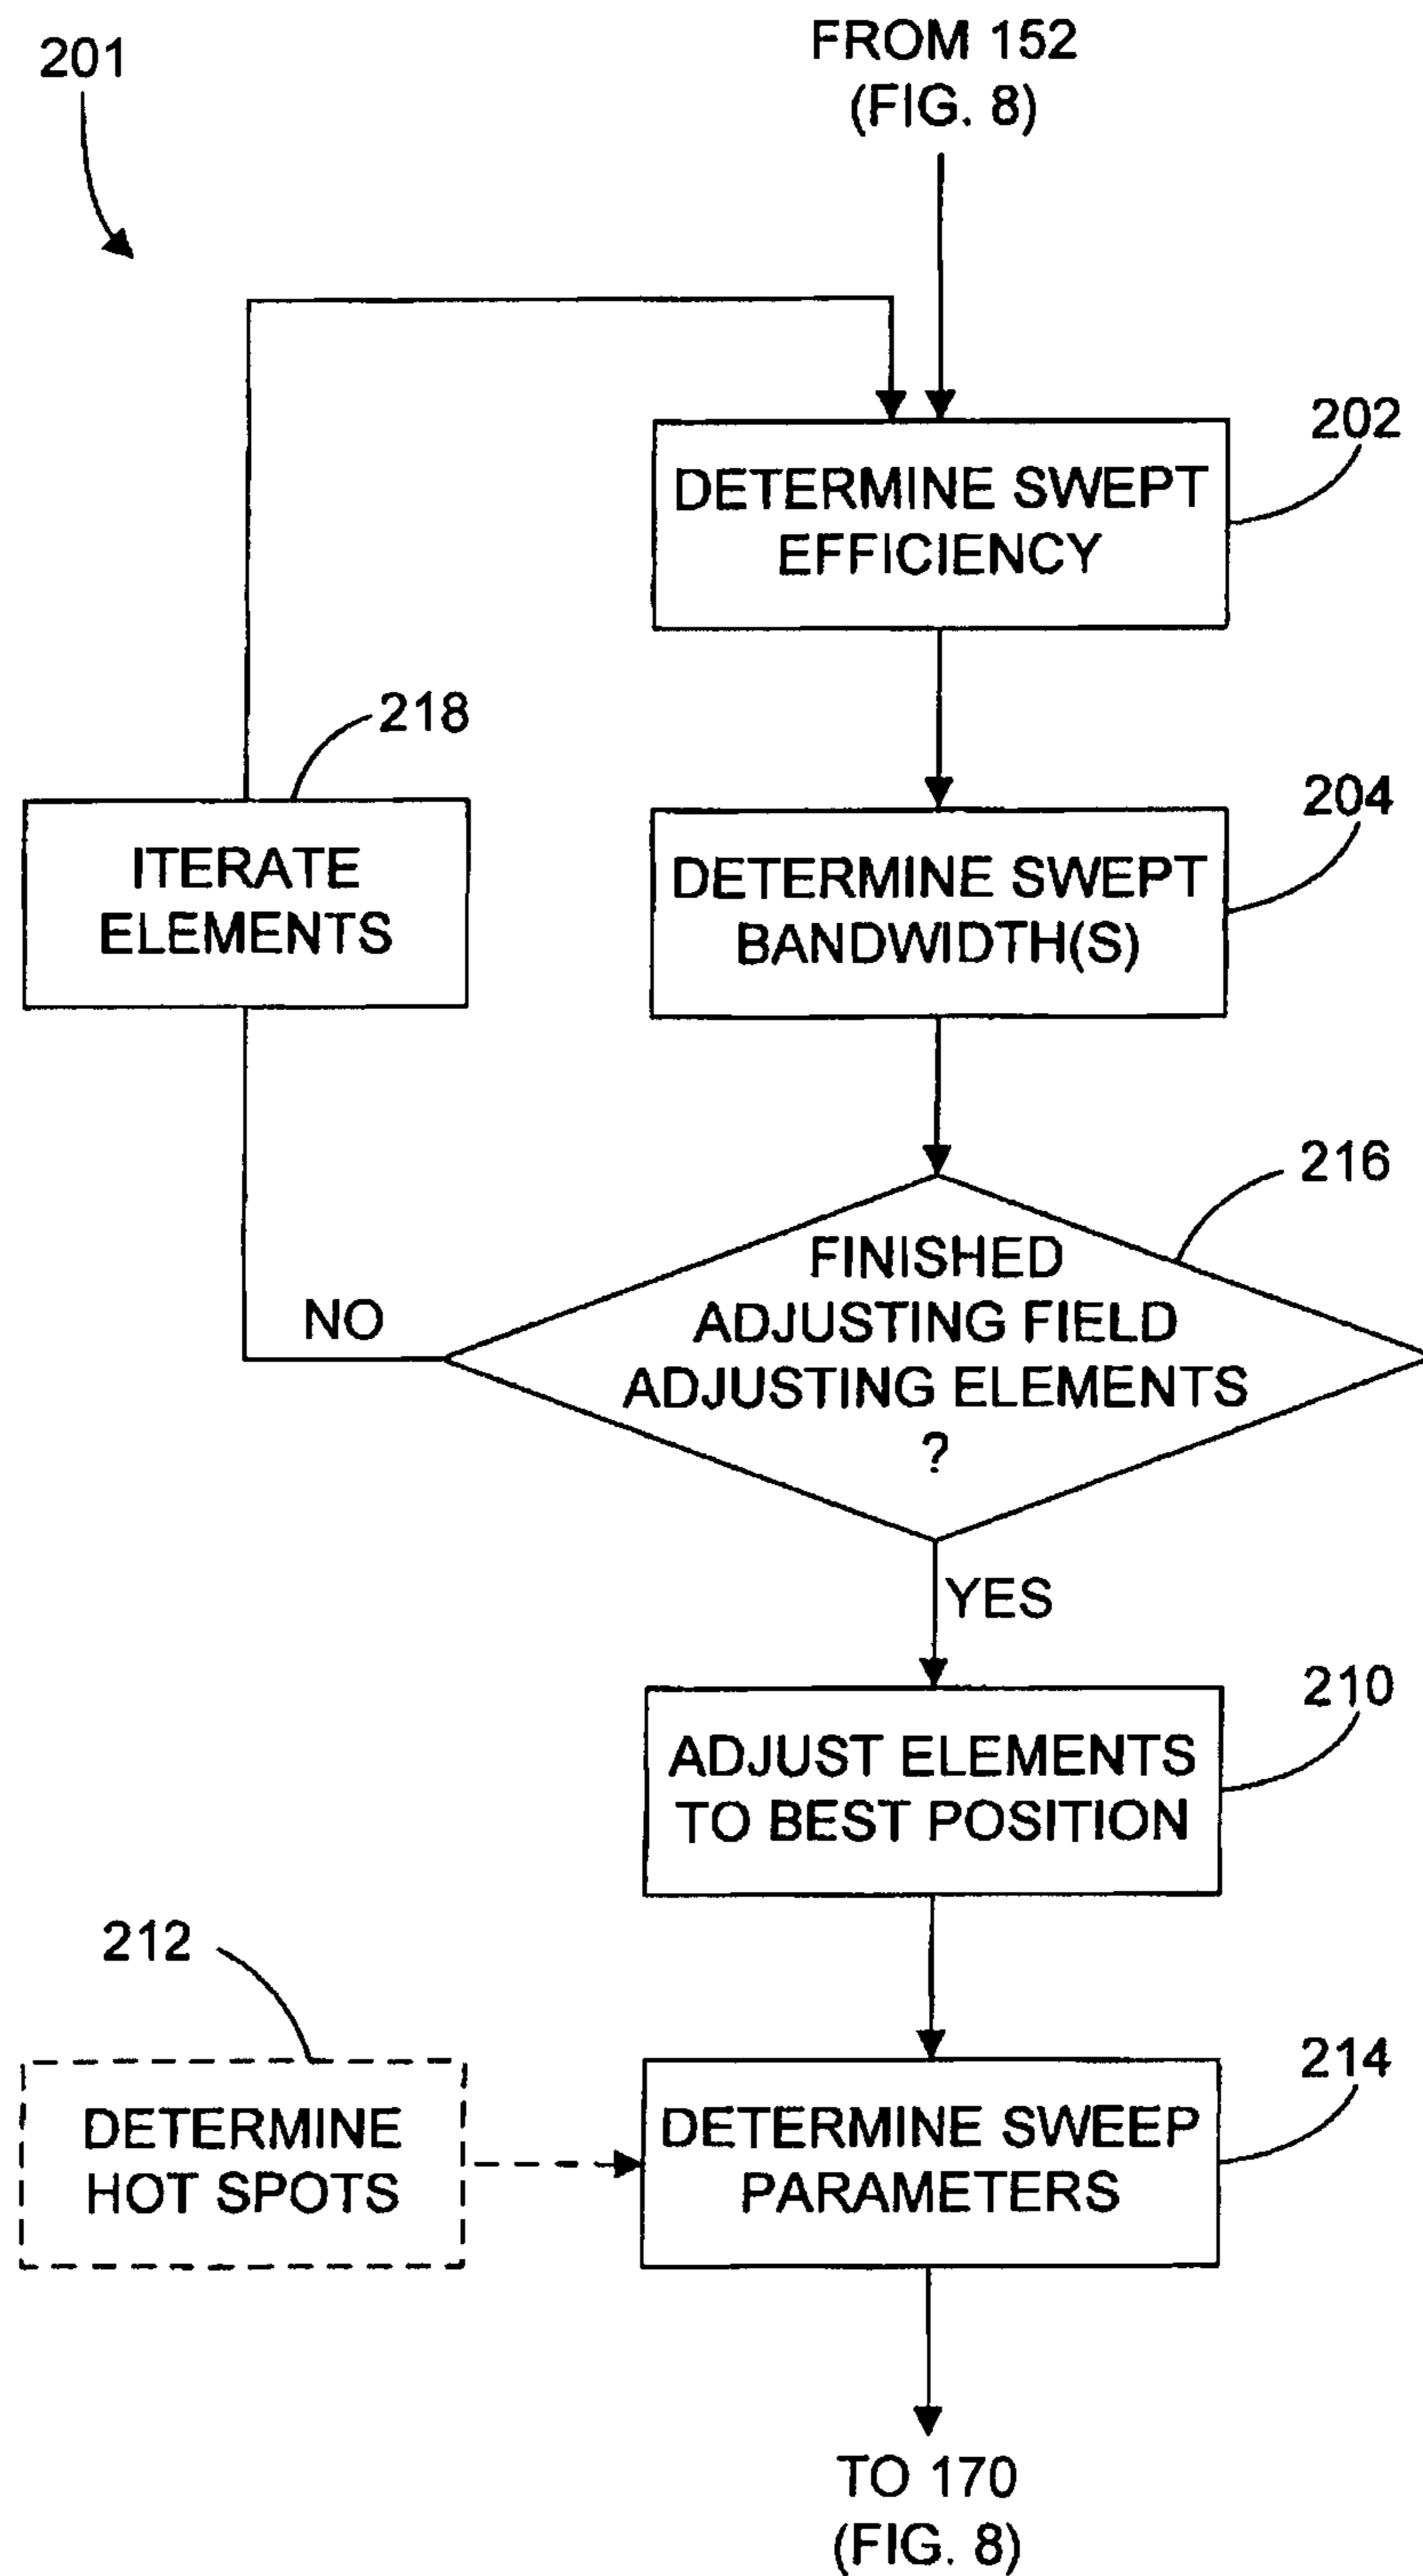 201
FROM 152
(FIG. 8)
202
DETERMINE SWEPT
EFFICIENCY
218
ITERATE
ELEMENTS
204
DETERMINE SWEPT
BANDWIDTH(S)
216
FINISHED
ADJUSTING FIELD
ADJUSTING ELEMENTS
?
NO
YES
210
ADJUST ELEMENTS
TO BEST POSITION
212
DETERMINE
HOT SPOTS
214
DETERMINE SWEEP
PARAMETERS
TO 170
(FIG. 8)